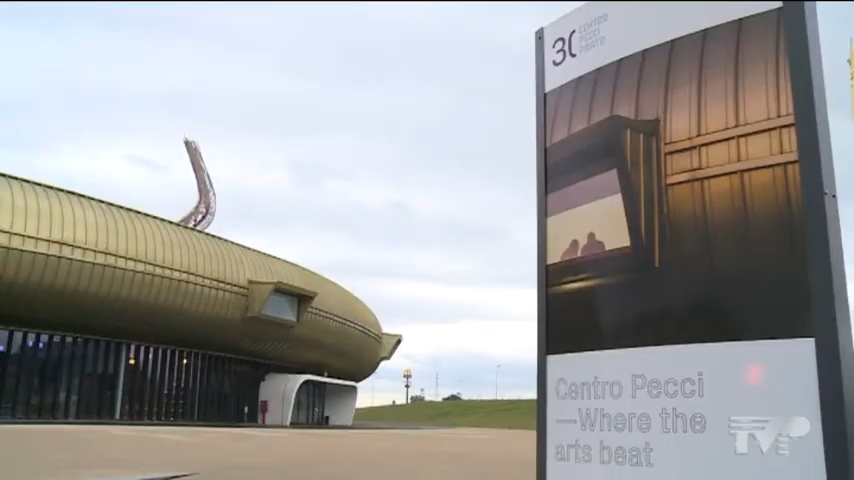 30
CENTRO
PECCI
PRATO
Centro Pecci
—Where the
arts beat
TVP